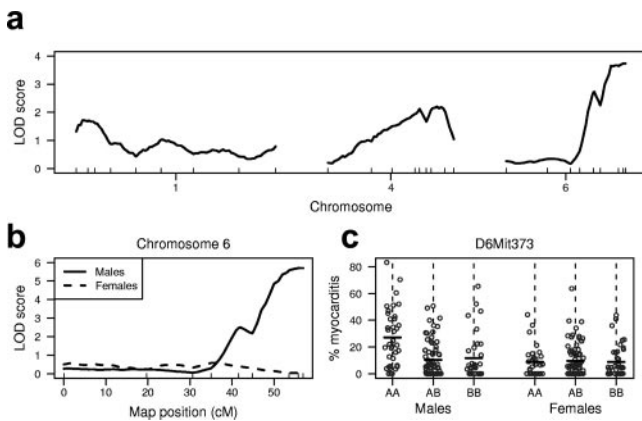 a
LOD score
4
3
2
1
0
1 4 6
Chromosome
b
Chromosome 6
LOD score
6
5
4
3
2
1
0
Males
Females
0 10 20 30 40 50
Map position (cM)
c
D6Mit373
% myocarditis
80
60
40
20
0
AA AB BB AA AB BB
Males Females